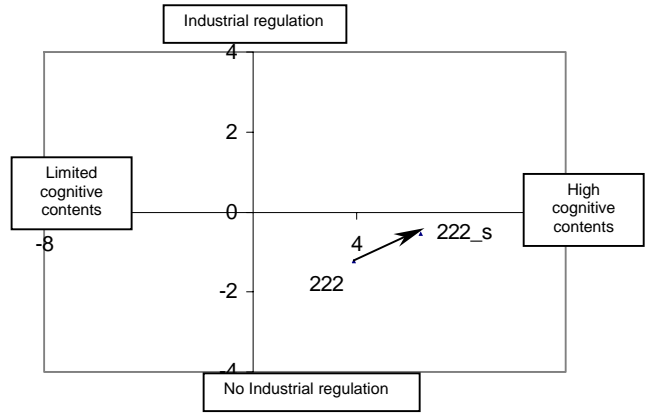 Industrial regulation
4
2
Limited
cognitive
contents
High
cognitive
contents
0
222_s
-8
4
222
-2
-4
No Industrial regulation